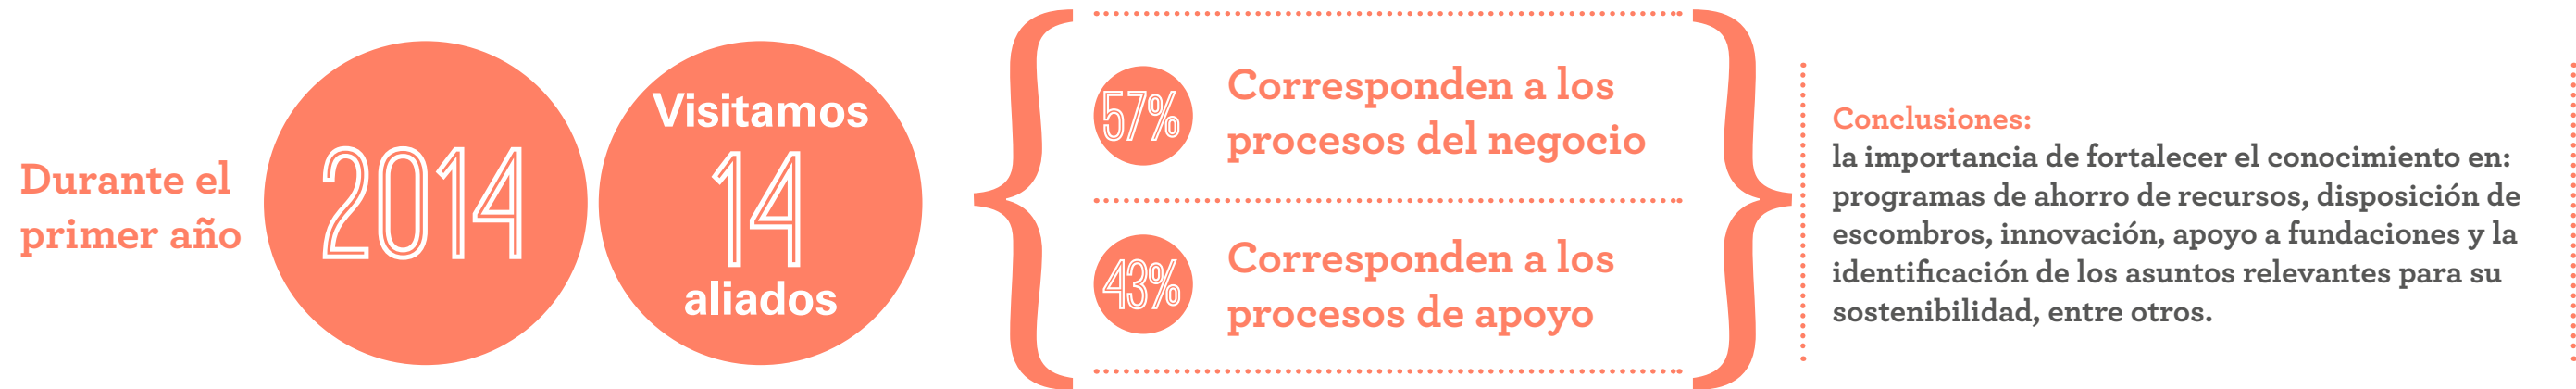 Durante el
primer año
2014
Visitamos
14
aliados
57%
Corresponden a los
procesos del negocio
43%
Corresponden a los
procesos de apoyo
Conclusiones:
la importancia de fortalecer el conocimiento en:
programas de ahorro de recursos, disposición de
escombros, innovación, apoyo a fundaciones y la
identificación de los asuntos relevantes para su
sostenibilidad, entre otros.